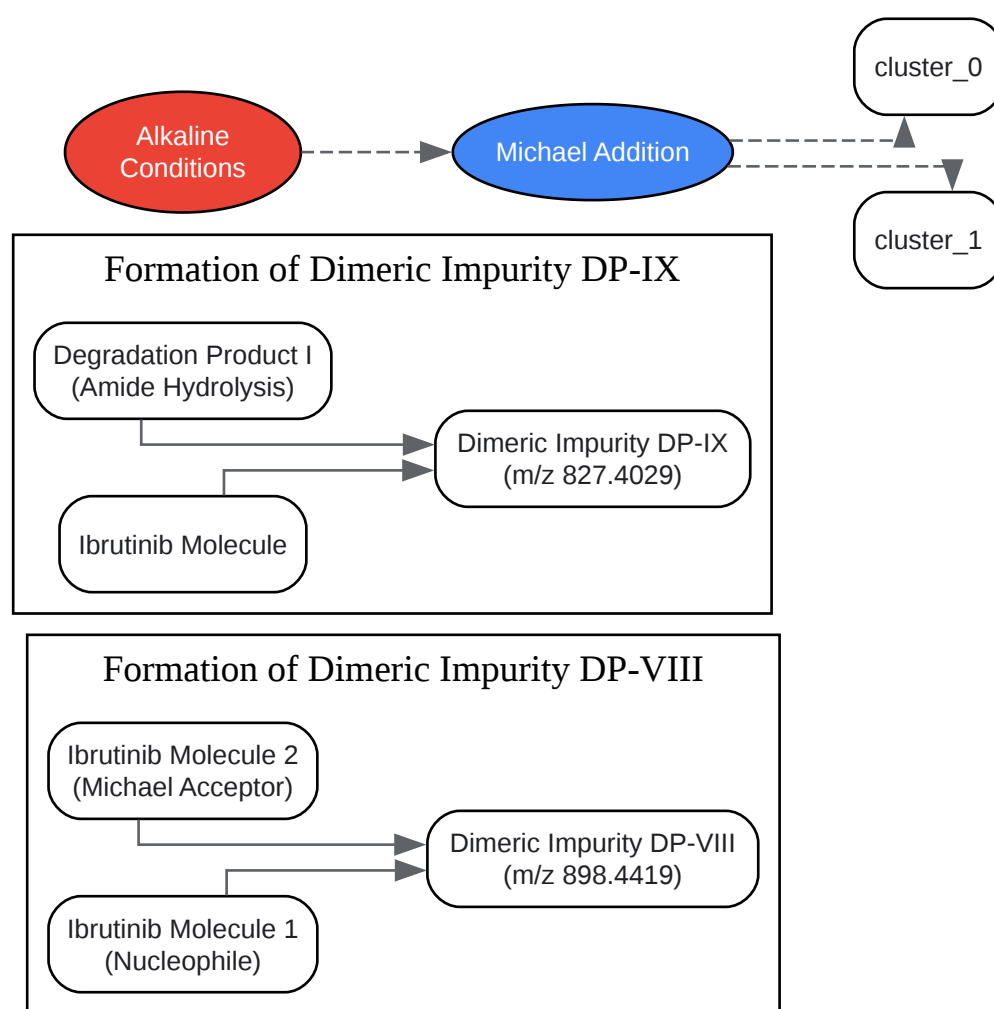 cluster_0
Alkaline
Conditions
Michael Addition
cluster_1
Formation of Dimeric Impurity DP-IX
Degradation Product I
(Amide Hydrolysis)
Dimeric Impurity DP-IX
(m/z 827.4029)
Ibrutinib Molecule
Formation of Dimeric Impurity DP-VIII
Ibrutinib Molecule 2
(Michael Acceptor)
Dimeric Impurity DP-VIII
(m/z 898.4419)
Ibrutinib Molecule 1
(Nucleophile)